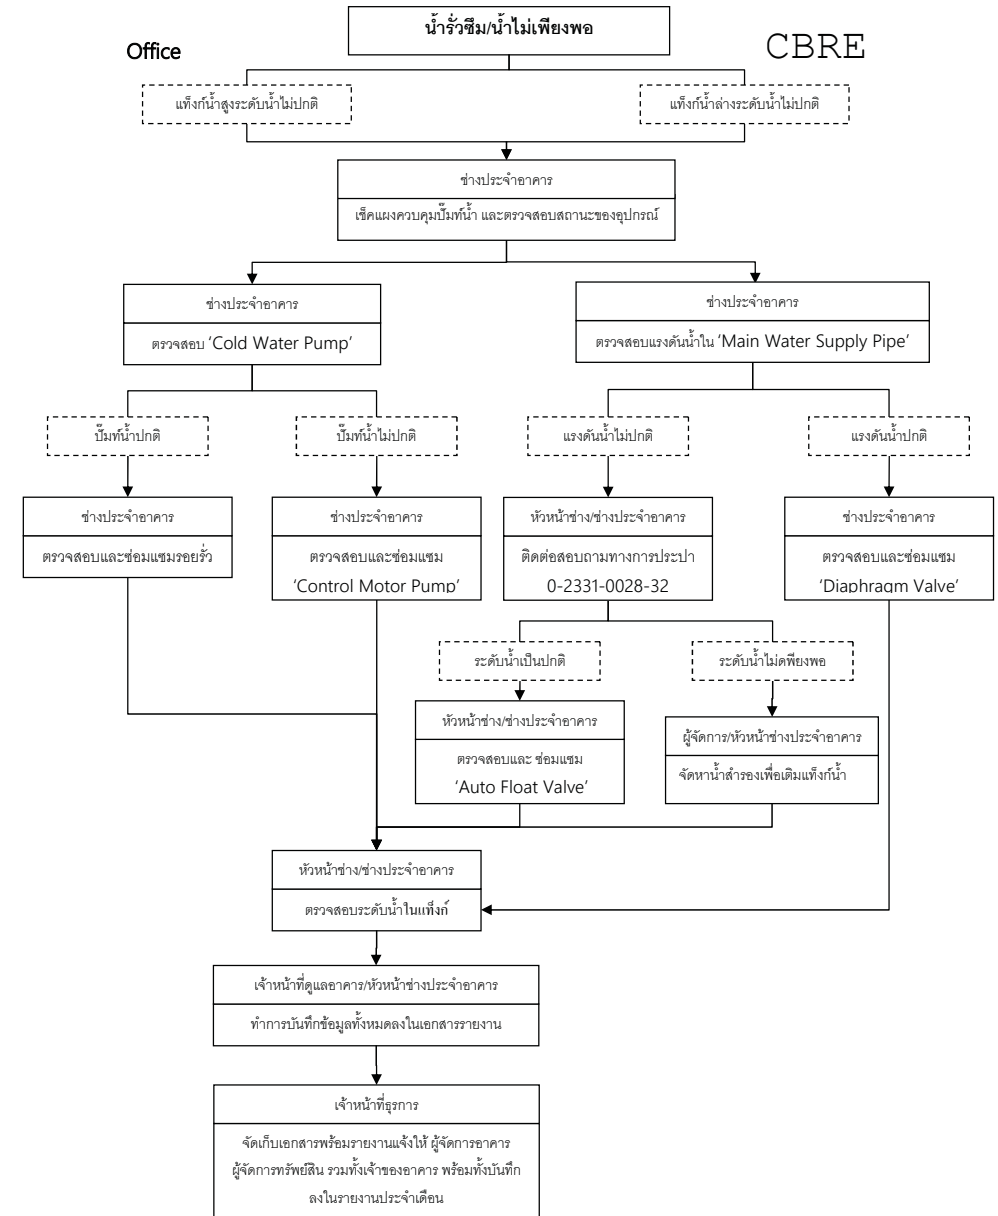 น้ำรั่วซึม/น้ำไม่เพียงพอ
Office
CBRE
แท็งก์น้ำสูงระดับน้ำไม่ปกติ
แท็งก์น้ำล่างระดับน้ำไม่ปกติ
ช่างประจำอาคาร
เช็คแผงควบคุมปั๊มท์น้ำ และตรวจสอบสถานะของอุปกรณ์
ช่างประจำอาคาร
ตรวจสอบ ‘Cold Water Pump’
ช่างประจำอาคาร
ตรวจสอบแรงดันน้ำใน ‘Main Water Supply Pipe’
ปั๊มท์น้ำปกติ
ปั๊มท์น้ำไม่ปกติ
แรงดันน้ำไม่ปกติ
แรงดันน้ำปกติ
ช่างประจำอาคาร
ตรวจสอบและซ่อมแซมรอยรั่ว
ช่างประจำอาคาร
ตรวจสอบและซ่อมแซม
‘Control Motor Pump’
หัวหน้าช่าง/ช่างประจำอาคาร
ติดต่อสอบถามทางการประปา
0-2331-0028-32
ช่างประจำอาคาร
ตรวจสอบและซ่อมแซม
‘Diaphragm Valve’
ระดับน้ำเป็นปกติ
ระดับน้ำไม่ดพียงพอ
หัวหน้าช่าง/ช่างประจำอาคาร
ตรวจสอบและ ซ่อมแซม
‘Auto Float Valve’
ผู้จัดการ/หัวหน้าช่างประจำอาคาร
จัดหาน้ำสำรองเพื่อเติมแท็งก์น้ำ
หัวหน้าช่าง/ช่างประจำอาคาร
ตรวจสอบระดับน้ำในแท็งก์
เจ้าหน้าที่ดูแลอาคาร/หัวหน้าช่างประจำอาคาร
ทำการบันทึกข้อมูลทั้งหมดลงในเอกสารรายงาน
เจ้าหน้าที่ธุรการ
จัดเก็บเอกสารพร้อมรายงานแจ้งให้ ผู้จัดการอาคาร
ผู้จัดการทรัพย์สิน รวมทั้งเจ้าของอาคาร พร้อมทั้งบันทึก
ลงในรายงานประจำเดือน